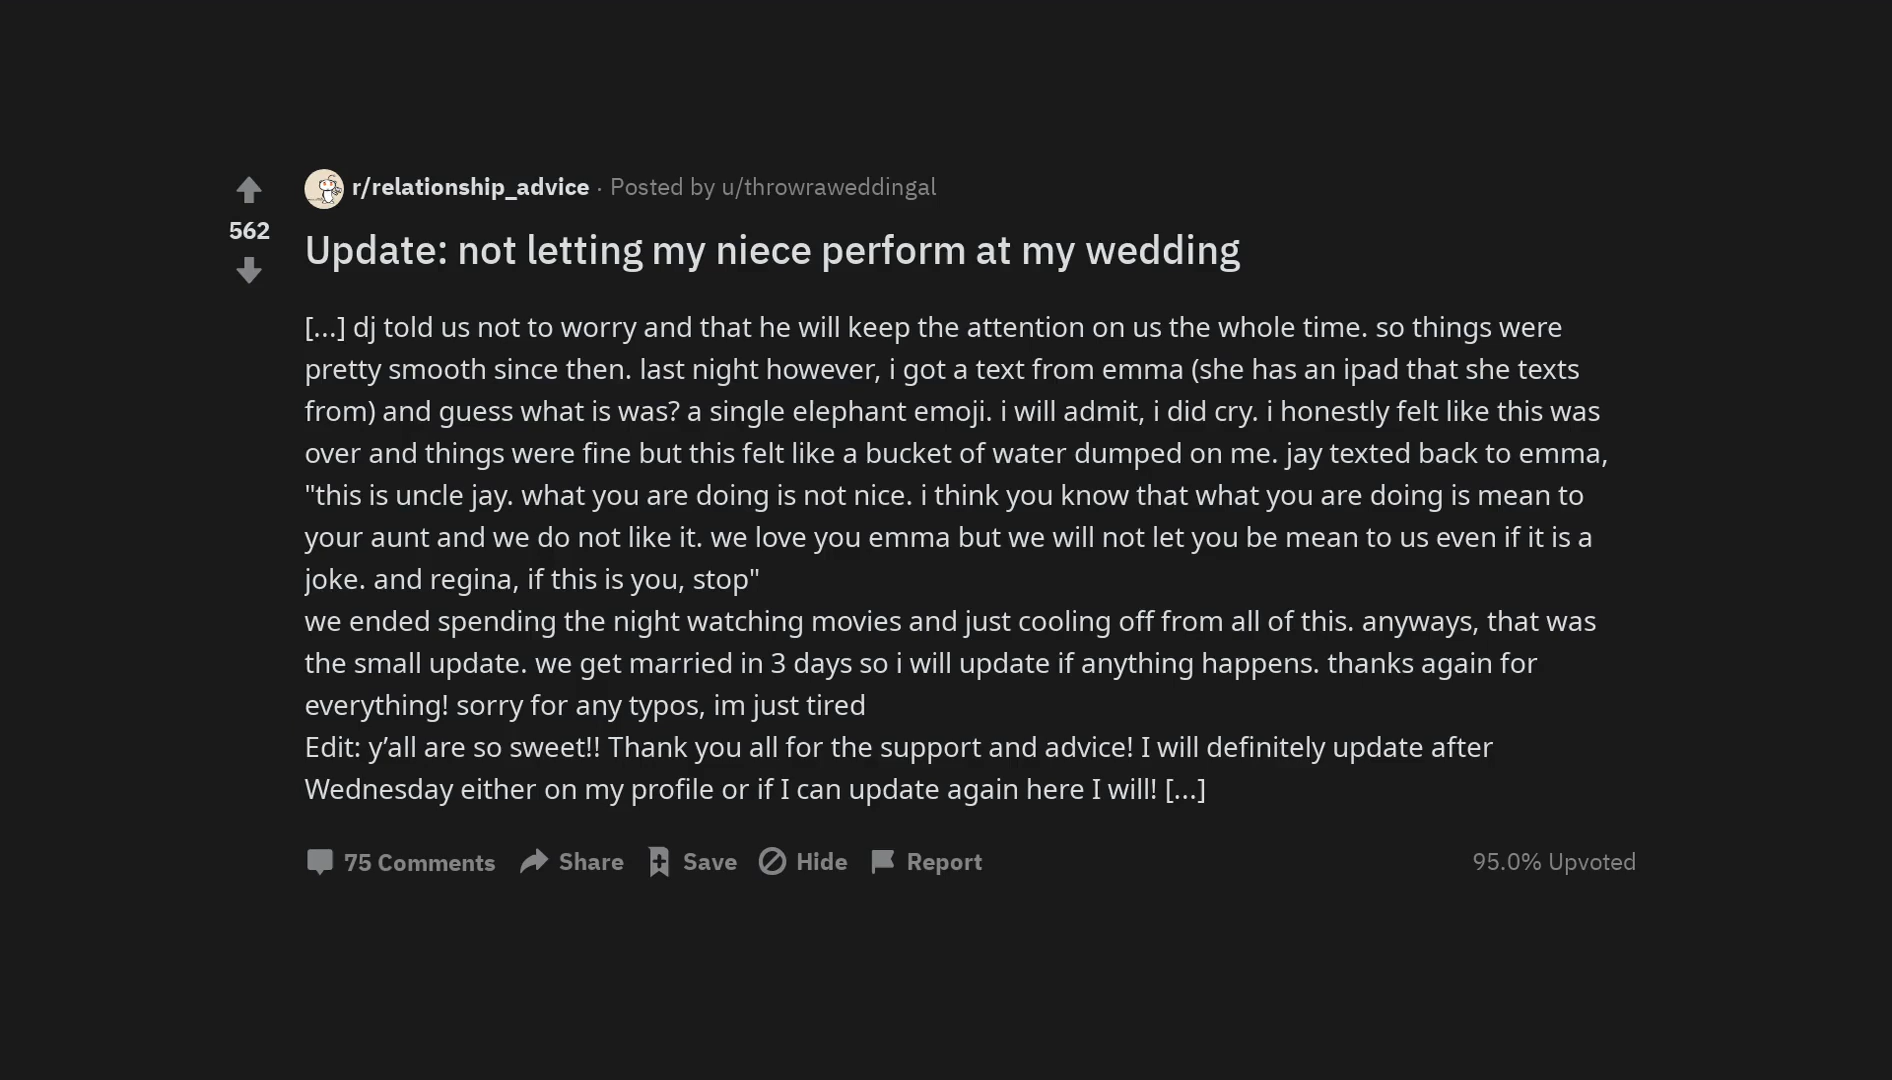 r/relationship_advice · Posted by u/throwraweddingal
562
Update: not letting my niece perform at my wedding
[...] dj told us not to worry and that he will keep the attention on us the whole time. so things were
pretty smooth since then. last night however, i got a text from emma (she has an ipad that she texts
from) and guess what is was? a single elephant emoji. i will admit, i did cry. i honestly felt like this was
over and things were fine but this felt like a bucket of water dumped on me. jay texted back to emma,
"this is uncle jay. what you are doing is not nice. i think you know that what you are doing is mean to
your aunt and we do not like it. we love you emma but we will not let you be mean to us even if it is a
joke. and regina, if this is you, stop"
we ended spending the night watching movies and just cooling off from all of this. anyways, that was
the small update. we get married in 3 days so i will update if anything happens. thanks again for
everything! sorry for any typos, im just tired
Edit: y’all are so sweet!! Thank you all for the support and advice! I will definitely update after
Wednesday either on my profile or if I can update again here I will! [...]
75 Comments Share Save Hide Report 95.0% Upvoted